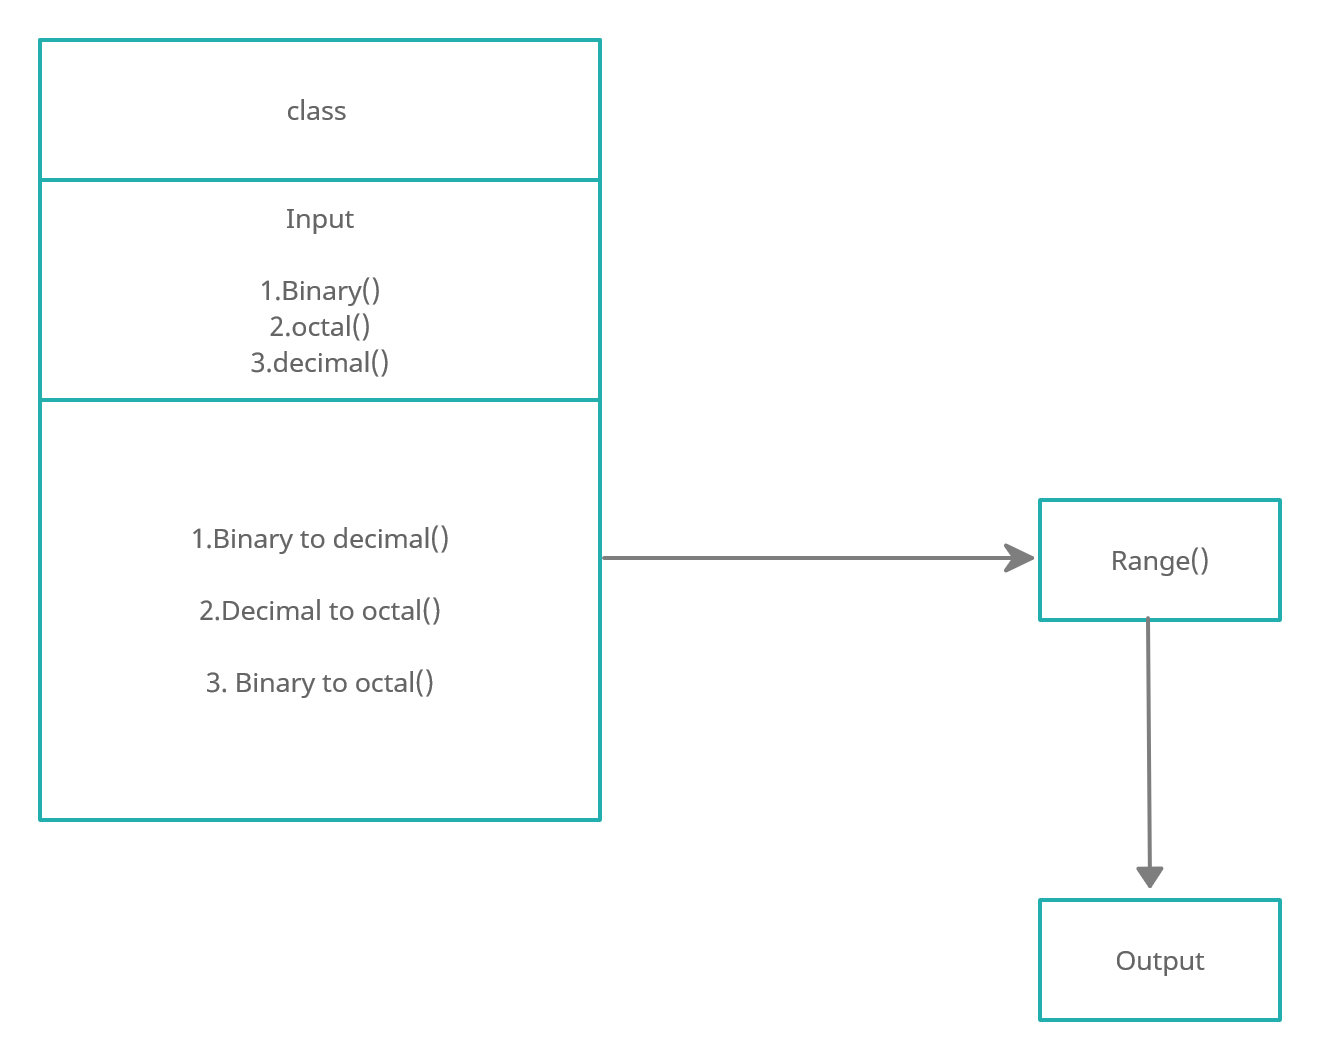 class
Input
1.Binary()
2.octal()
3.decimal()
1.Binary to decimal()
2.Decimal to octal()
3. Binary to octal()
Range()
Output